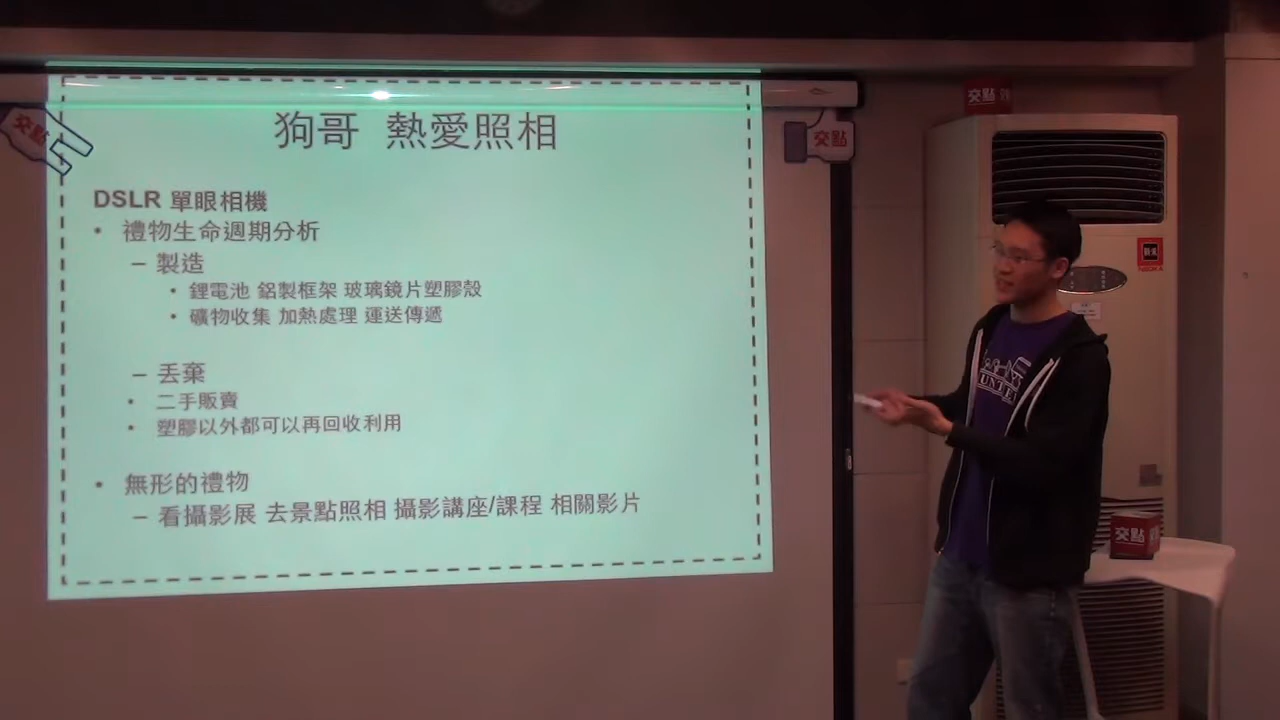 狗哥 熱愛照相
DSLR 單眼相機
• 禮物生命週期分析
– 製造
• 鋰電池 鋁製框架 玻璃鏡片塑膠殼
• 礦物收集 加熱處理 運送傳遞
– 丟棄
• 二手販賣
• 塑膠以外都可以再回收利用
• 無形的禮物
– 看攝影展 去景點照相 攝影講座/課程 相關影片
交點
交點
交點
交點